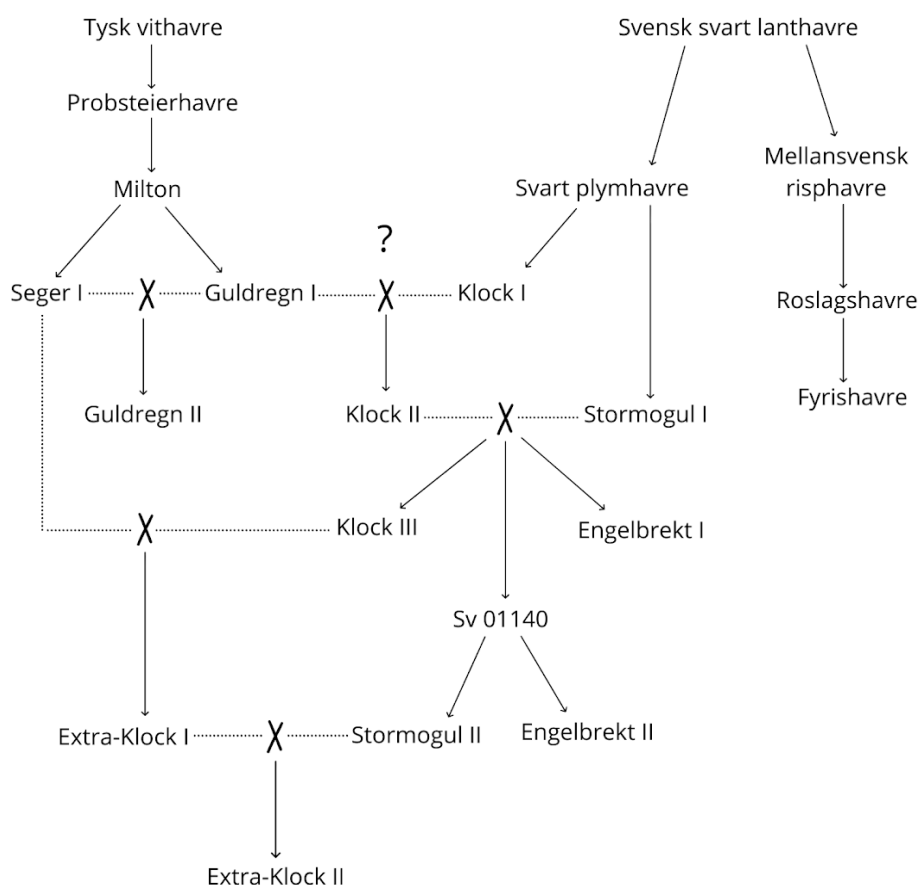 Tysk vithavre
Svensk svart lanthavre
Probsteierhavre
Mellansvensk
risphavre
Milton
Svart plymhavre
?
Seger I X Guldregn I X Klock I
Roslagshavre
Fyrishavre
Guldregn II
Klock II X Stormogul I
X Klock III
Engelbrekt I
Sv 01140
Extra-Klock I X Stormogul II
Engelbrekt II
Extra-Klock II